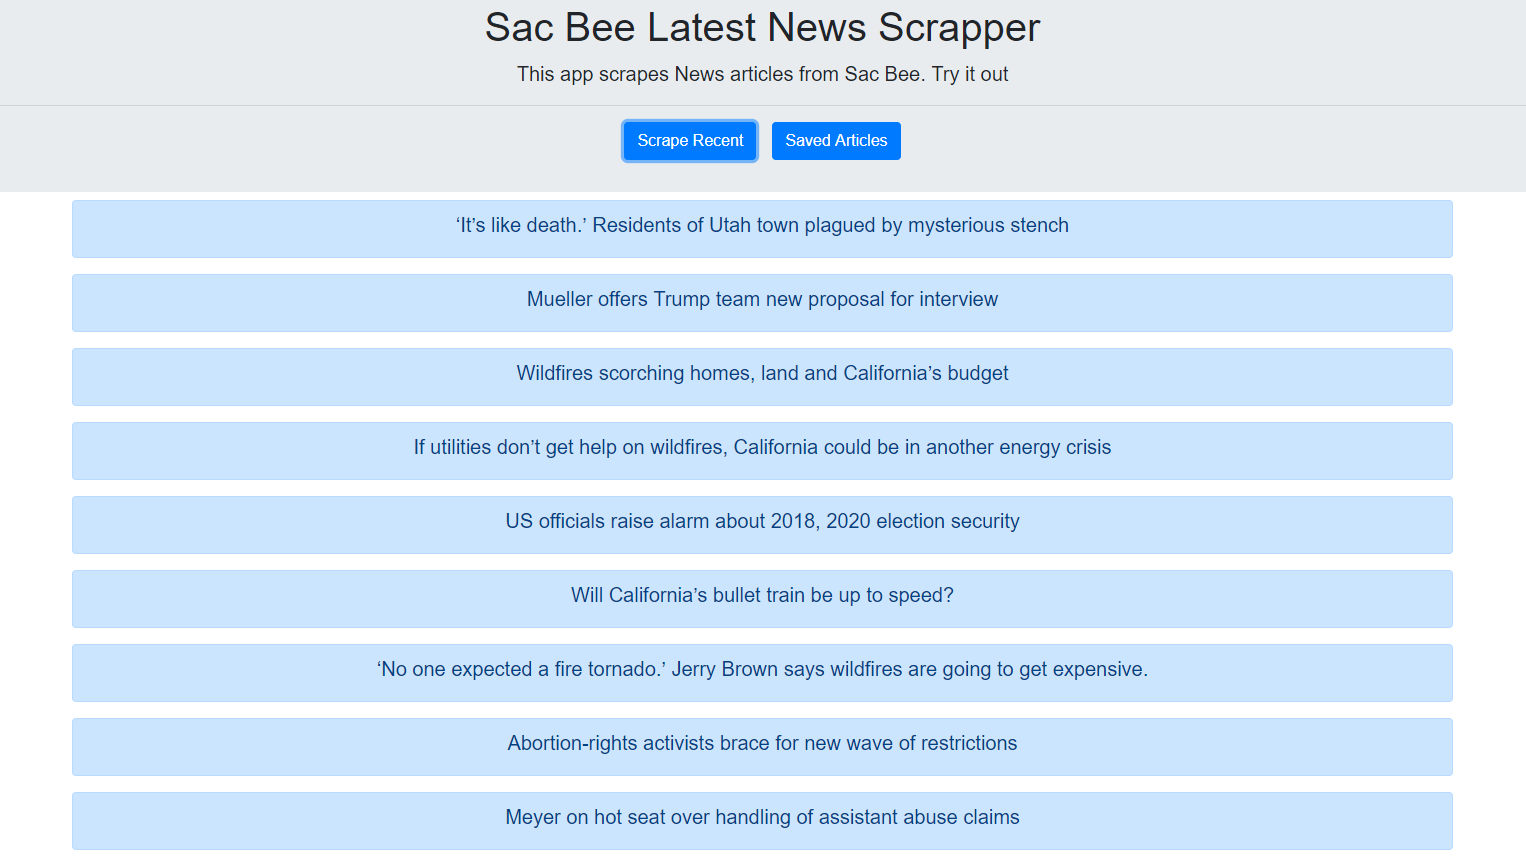 Sac Bee Latest News Scrapper
This app scrapes News articles from Sac Bee. Try it out
Scrape Recent
Saved Articles
‘It’s like death.’ Residents of Utah town plagued by mysterious stench
Mueller offers Trump team new proposal for interview
Wildfires scorching homes, land and California’s budget
If utilities don’t get help on wildfires, California could be in another energy crisis
US officials raise alarm about 2018, 2020 election security
Will California’s bullet train be up to speed?
‘No one expected a fire tornado.’ Jerry Brown says wildfires are going to get expensive.
Abortion-rights activists brace for new wave of restrictions
Meyer on hot seat over handling of assistant abuse claims